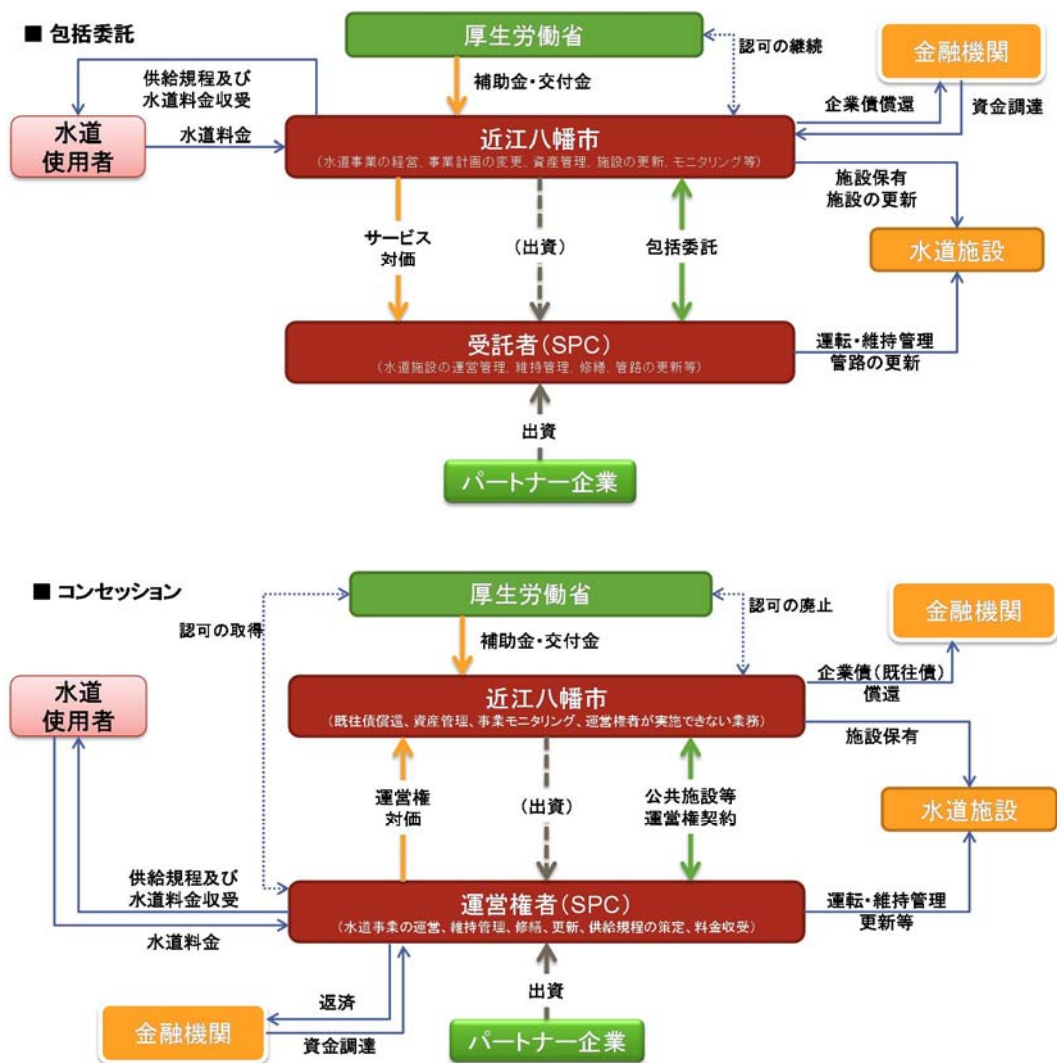 ■ 包括委託
厚生労働省
認可の継続
金融機関
供給規程及び
水道料金収受
補助金・交付金
企業債償還
資金調達
水道
使用者
水道料金
近江八幡市
(水道事業の経営、事業計画の変更、資産管理、施設の更新、モニタリング等)
施設保有
施設の更新
サービス
対価
(出資)
包括委託
水道施設
受託者(SPC)
(水道施設の運営管理、維持管理、修繕、管路の更新等)
運転・維持管理
管路の更新
出資
パートナー企業
■ コンセッション
厚生労働省
認可の取得
認可の廃止
金融機関
補助金・交付金
企業債(既往債)
償還
水道
使用者
近江八幡市
(既往債償還、資産管理、事業モニタリング、運営権者が実施できない業務)
施設保有
運営権
対価
(出資)
公共施設等
運営権契約
水道施設
供給規程及び
水道料金収受
運営権者(SPC)
(水道事業の運営、維持管理、修繕、更新、供給規程の策定、料金収受)
運転・維持管理
更新等
水道料金
返済
出資
金融機関
資金調達
パートナー企業